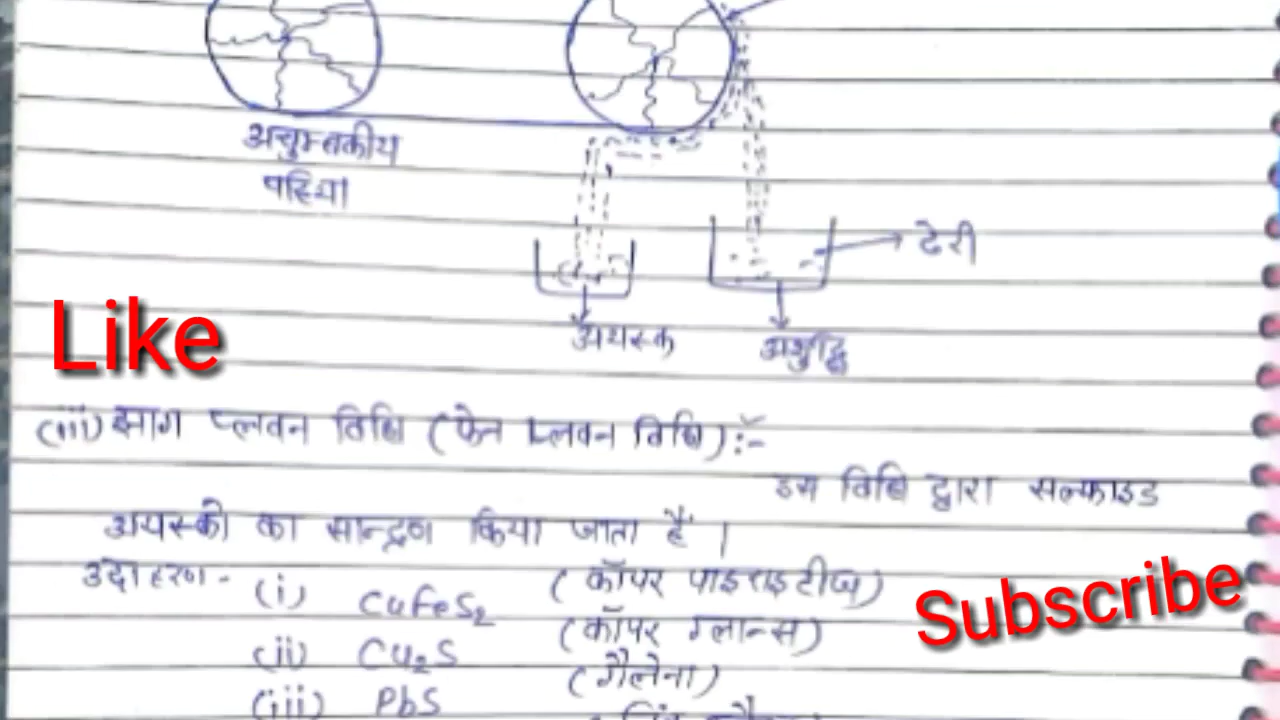 अचुम्बकीय
पहिया
ढेरी
अयस्क
अशुद्धि
Like
(iii) झाग प्लवन विधि (फेन प्लवन विधि) :-
इस विधि द्वारा सल्फाइड
अयस्को का सान्द्रण किया जाता है ।
उदाहरण - (i) CuFeS₂ (कॉपर पाइराइटीज)
Subscribe
(ii) Cu₂S (कॉपर ग्लान्स)
(iii) PbS (गैलेना)